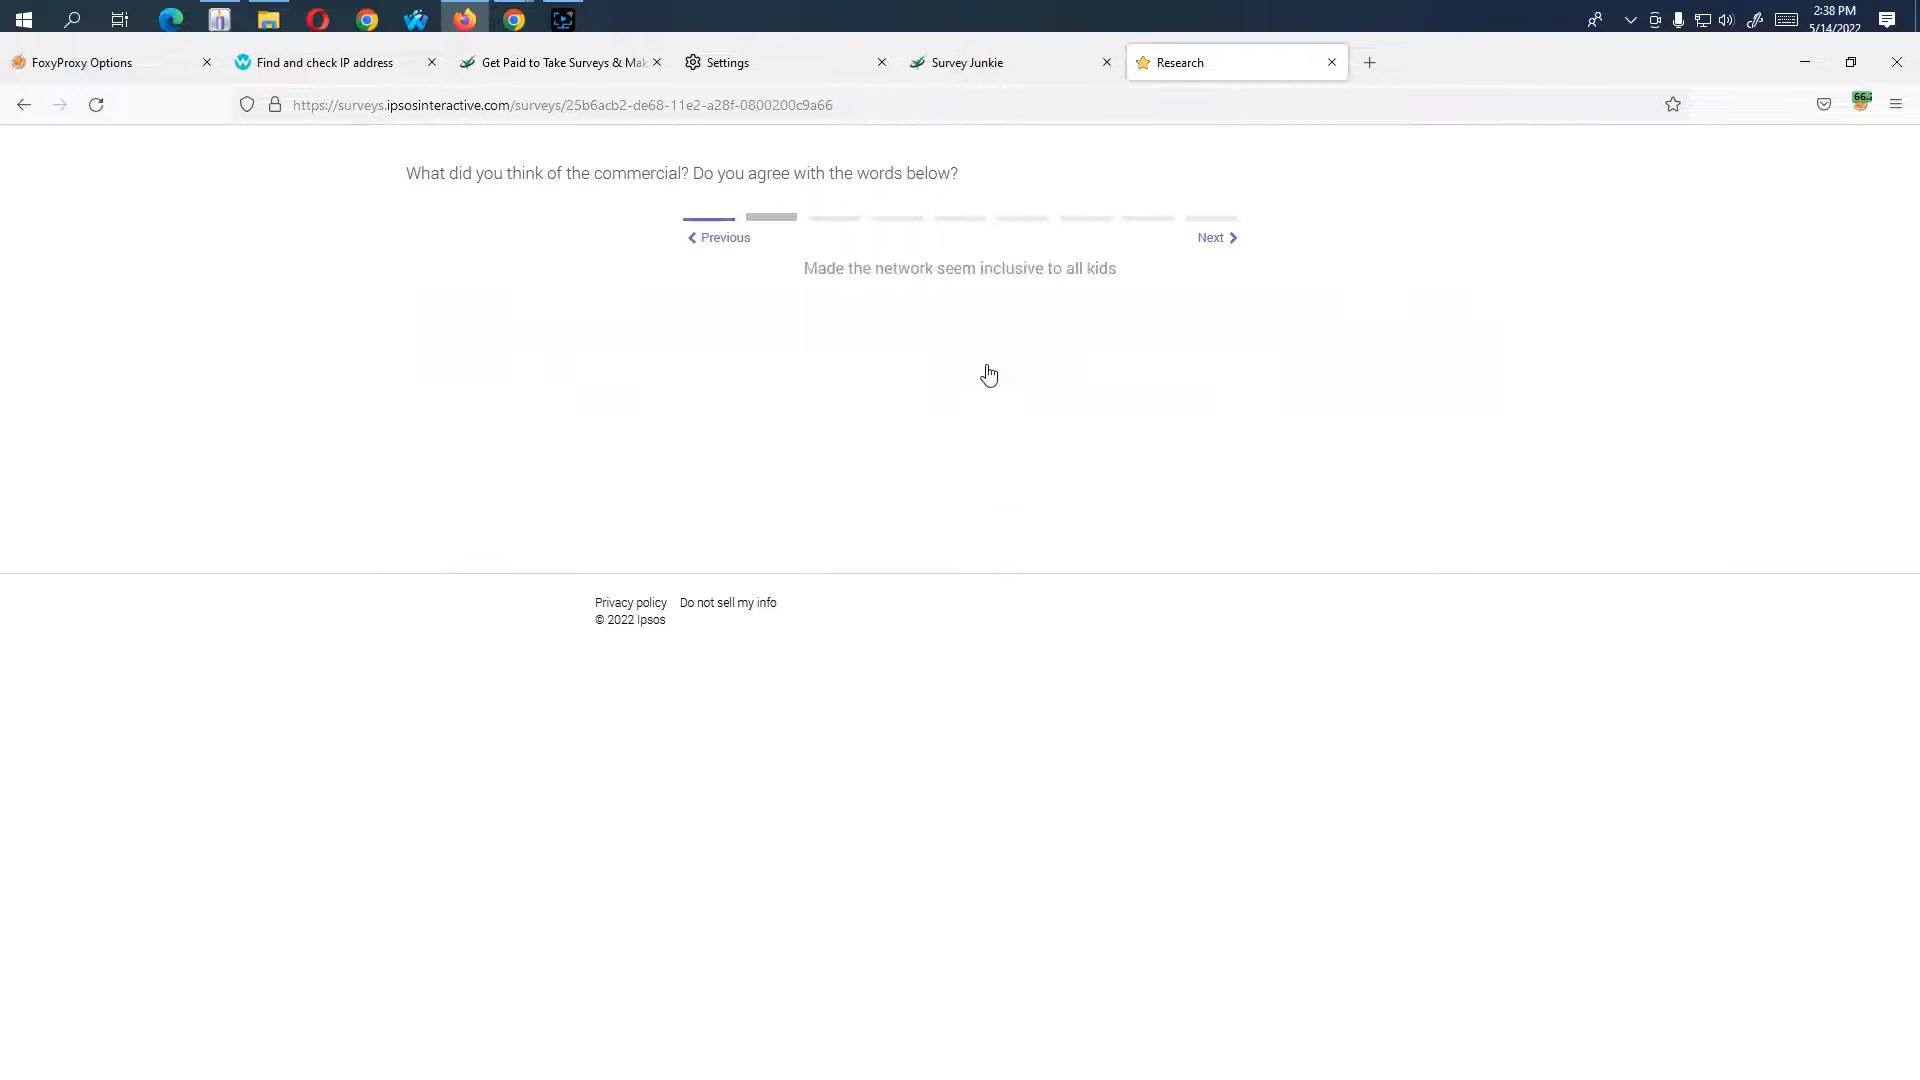 2:38 PM
5/14/2022
FoxyProxy Options
Find and check IP address
Get Paid to Take Surveys & Mak
Settings
Survey Junkie
Research
https://surveys.ipsosinteractive.com/surveys/25b6acb2-de68-11e2-a28f-0800200c9a66
66.2
What did you think of the commercial? Do you agree with the words below?
Previous
Next
Made the network seem inclusive to all kids
Privacy policy Do not sell my info
© 2022 Ipsos